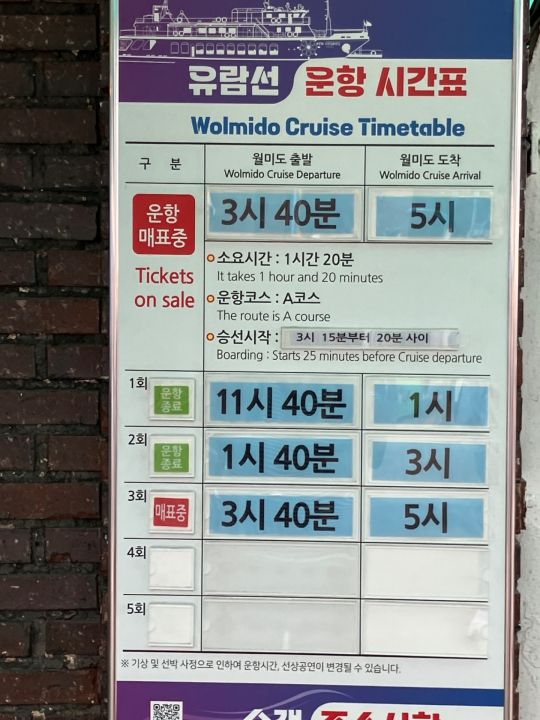 유람선 운항 시간표
Wolmido Cruise Timetable
구 분
월미도 출발
Wolmido Cruise Departure
월미도 도착
Wolmido Cruise Arrival
운항
매표중
Tickets
on sale
3시 40분
5시
소요시간 : 1시간 20분
It takes 1 hour and 20 minutes
운항코스 : A코스
The route is A course
승선시작 : 3시 15분부터 20분 사이
Boarding : Starts 25 minutes before Cruise departure
1회 운항 종료 11시 40분 1시
2회 운항 종료 1시 40분 3시
3회 매표중 3시 40분 5시
4회
5회
※ 기상 및 선박 사정으로 인하여 운항시간, 선상공연이 변경될 수 있습니다.